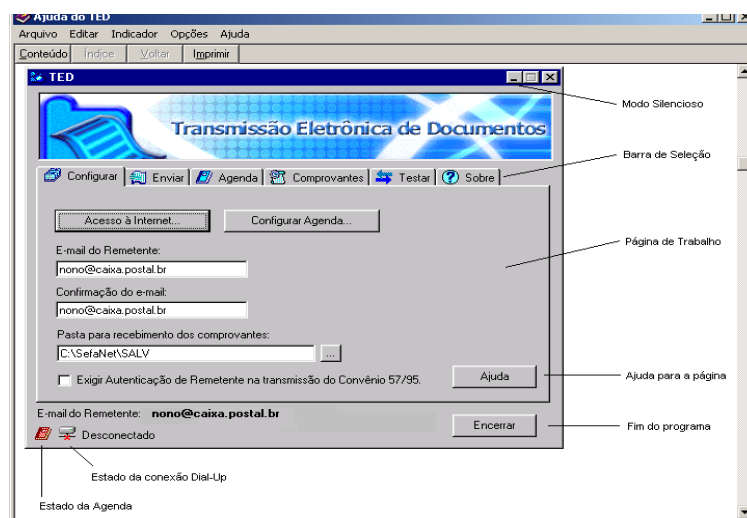 Ajuda do TED
Arquivo Editar Indicador Opções Ajuda
Conteúdo Índice Voltar Imprimir
TED
Modo Silencioso
Transmissão Eletrônica de Documentos
Barra de Seleção
Configurar Enviar Agenda Comprovantes Testar Sobre
Acesso à Internet... Configurar Agenda...
Página de Trabalho
E-mail do Remetente:
nono@caixa.postal.br
Confirmação do e-mail:
nono@caixa.postal.br
Pasta para recebimento dos comprovantes:
C:\SefaNet\SALV ...
Exigir Autenticação de Remetente na transmissão do Convênio 57/95. Ajuda
Ajuda para a página
E-mail do Remetente: nono@caixa.postal.br
Encerrar
Fim do programa
Desconectado
Estado da conexão Dial-Up
Estado da Agenda